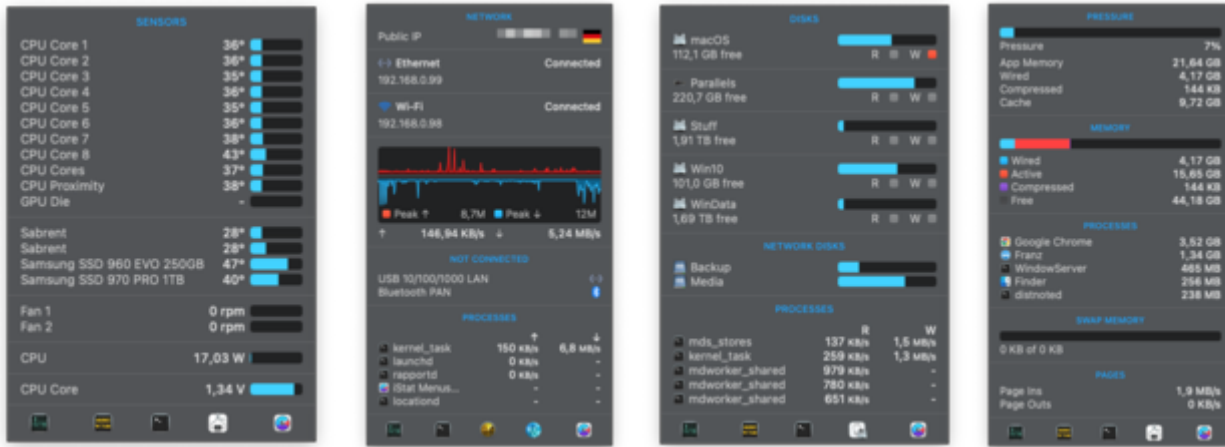 SENSORS
CPU Core 1 36°
CPU Core 2 36°
CPU Core 3 35°
CPU Core 4 36°
CPU Core 5 35°
CPU Core 6 36°
CPU Core 7 38°
CPU Core 8 43°
CPU Cores 37°
CPU Proximity 38°
GPU Die -
Sabrent 28°
Sabrent 28°
Samsung SSD 960 EVO 250GB 47°
Samsung SSD 970 PRO 1TB 40°
Fan 1 0 rpm
Fan 2 0 rpm
CPU 17,03 W
CPU Core 1,34 V
NETWORK
Public IP
Ethernet Connected
192.168.0.99
Wi-Fi Connected
192.168.0.98
Peak ↑ 8,7M Peak ↓ 12M
↑ 146,94 KB/s ↓ 5,24 MB/s
NOT CONNECTED
USB 10/100/1000 LAN
Bluetooth PAN
PROCESSES
↑ ↓
kernel_task 150 KB/s 6,8 MB/s
launchd 0 KB/s -
rapportd 0 KB/s -
iStat Menus... - -
locationd - -
DISKS
macOS
112,1 GB free R W
Parallels
220,7 GB free R W
Stuff
1,91 TB free R W
Win10
101,0 GB free R W
WinData
1,69 TB free R W
NETWORK DISKS
Backup
Media
PROCESSES
R W
mds_stores 137 KB/s 1,5 MB/s
kernel_task 259 KB/s 1,3 MB/s
mdworker_shared 979 KB/s -
mdworker_shared 780 KB/s -
mdworker_shared 651 KB/s -
PRESSURE
Pressure 7%
App Memory 21,64 GB
Wired 4,17 GB
Compressed 144 KB
Cache 9,72 GB
MEMORY
Wired 4,17 GB
Active 15,65 GB
Compressed 144 KB
Free 44,18 GB
PROCESSES
Google Chrome 3,52 GB
Franz 1,34 GB
WindowServer 465 MB
Finder 256 MB
distnoted 238 MB
SWAP MEMORY
0 KB of 0 KB
PAGES
Page Ins 1,9 MB/s
Page Outs 0 KB/s